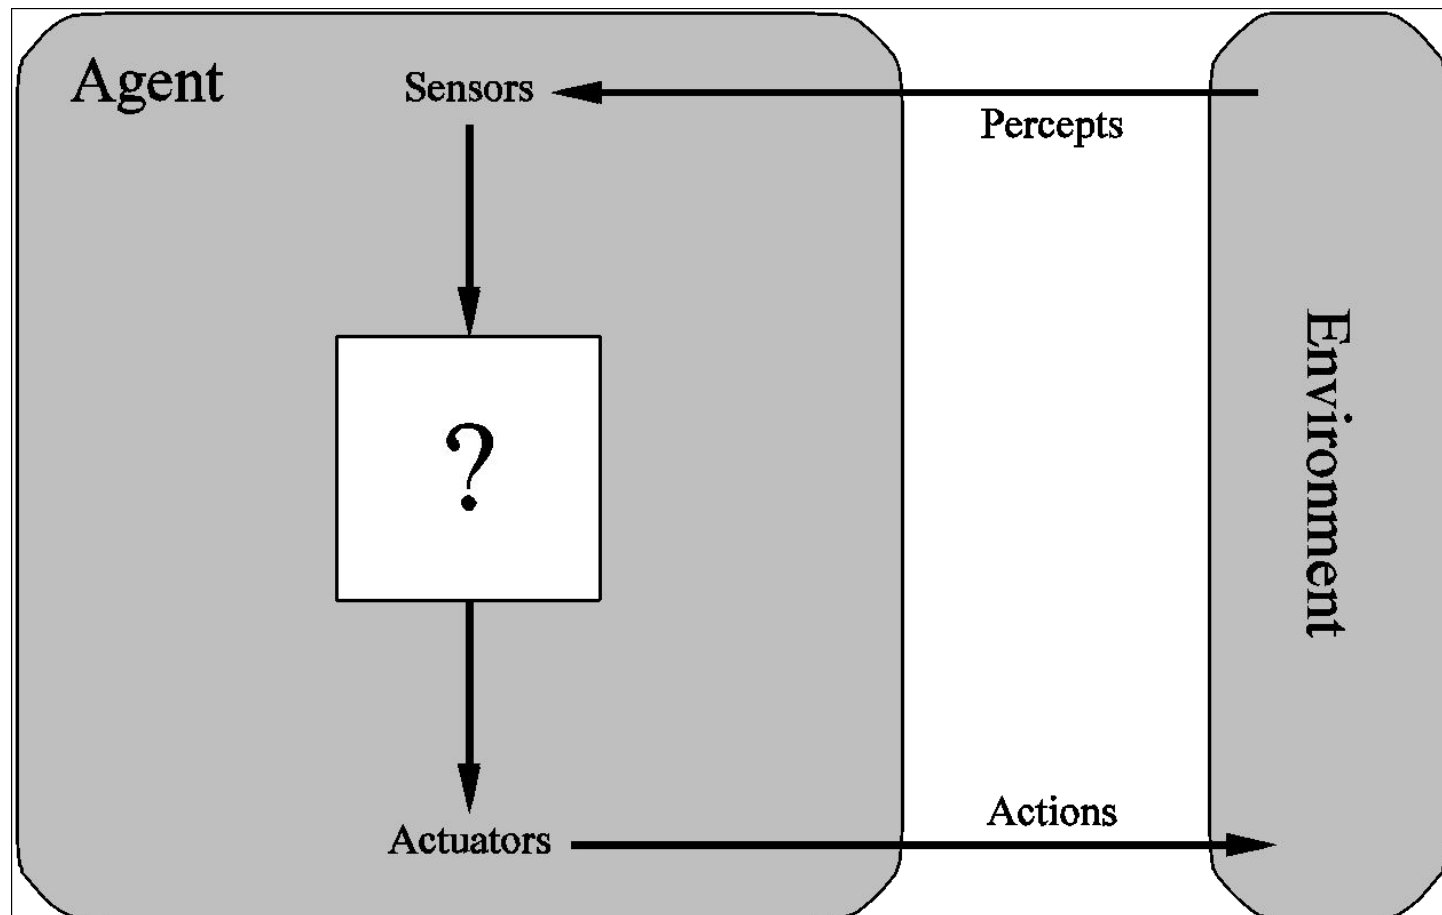 Agent
Sensors
Percepts
?
Environment
Actions
Actuators